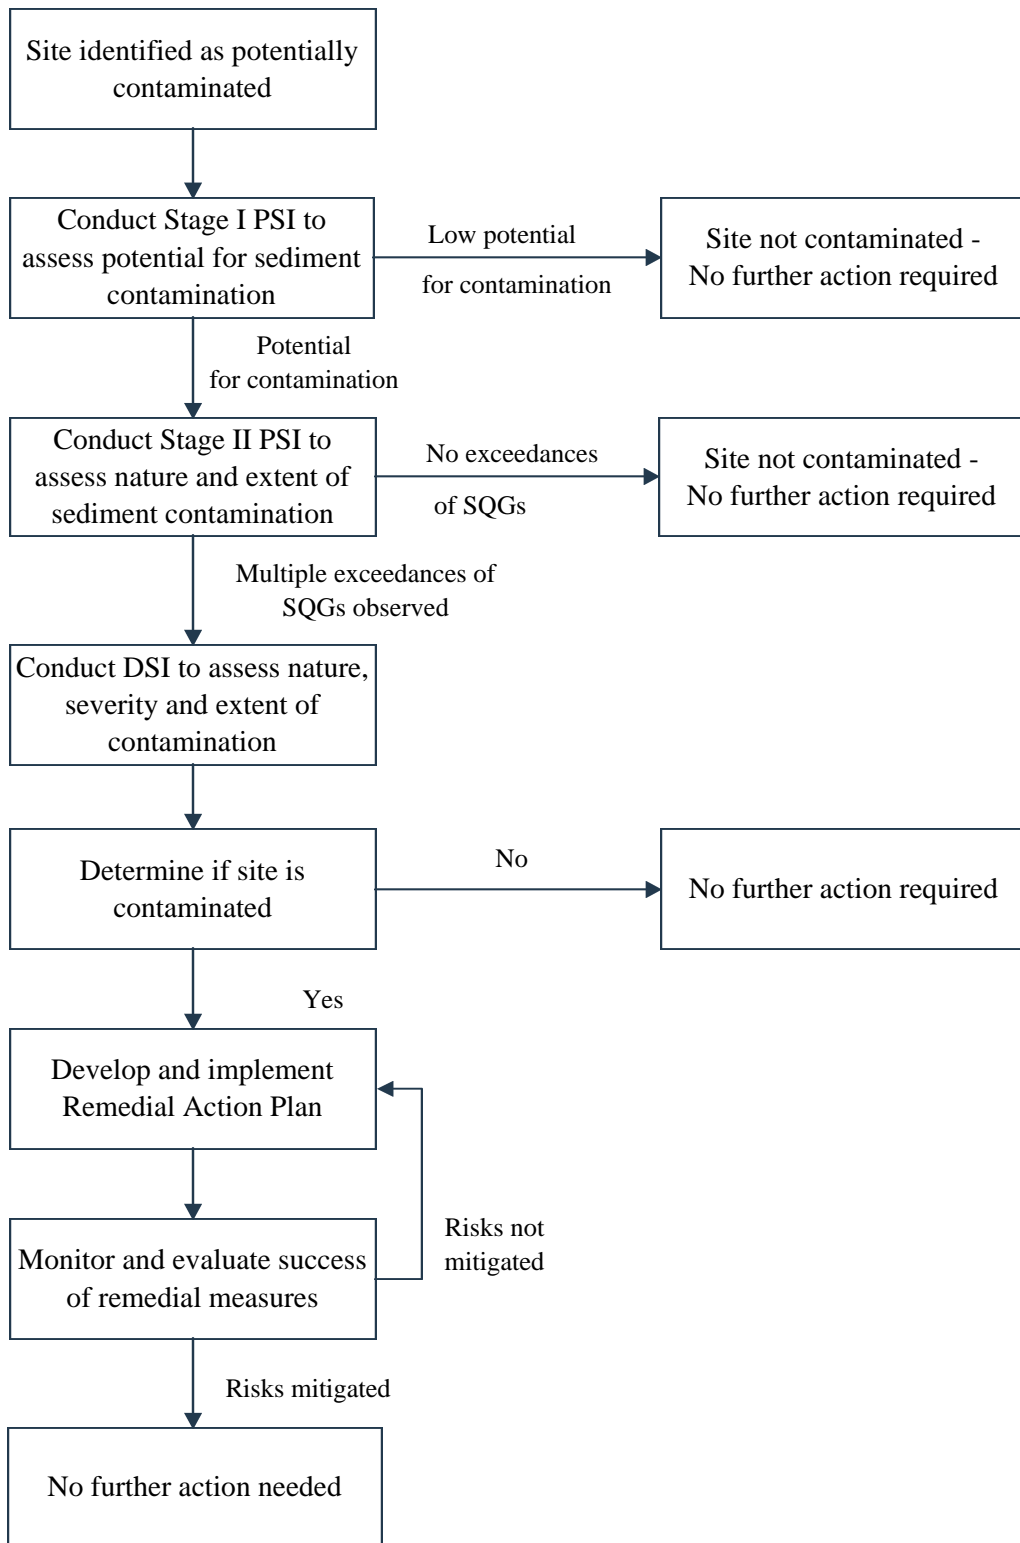 Site identified as potentially
contaminated
Conduct Stage I PSI to
assess potential for sediment
contamination
Low potential
for contamination
Site not contaminated -
No further action required
Potential
for contamination
Conduct Stage II PSI to
assess nature and extent of
sediment contamination
No exceedances
of SQGs
Site not contaminated -
No further action required
Multiple exceedances of
SQGs observed
Conduct DSI to assess nature,
severity and extent of
contamination
Determine if site is
contaminated
No
No further action required
Yes
Develop and implement
Remedial Action Plan
Risks not
mitigated
Monitor and evaluate success
of remedial measures
Risks mitigated
No further action needed